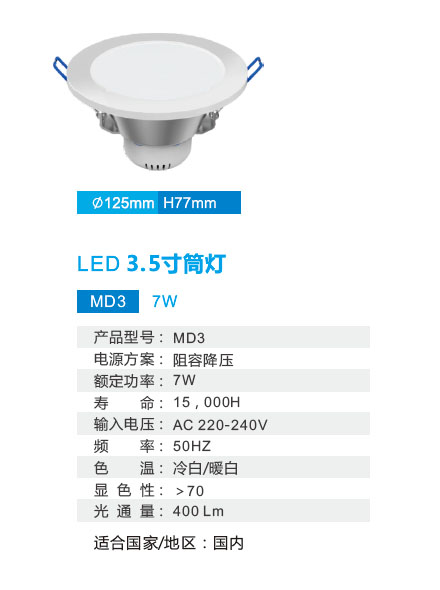 Ø125mm H77mm
LED 3.5寸筒灯
MD3 7W
产品型号: MD3
电源方案: 阻容降压
额定功率: 7W
寿 命: 15,000H
输入电压: AC 220-240V
频 率: 50HZ
色 温: 冷白/暖白
显 色 性: >70
光 通 量: 400 Lm
适合国家/地区:国内